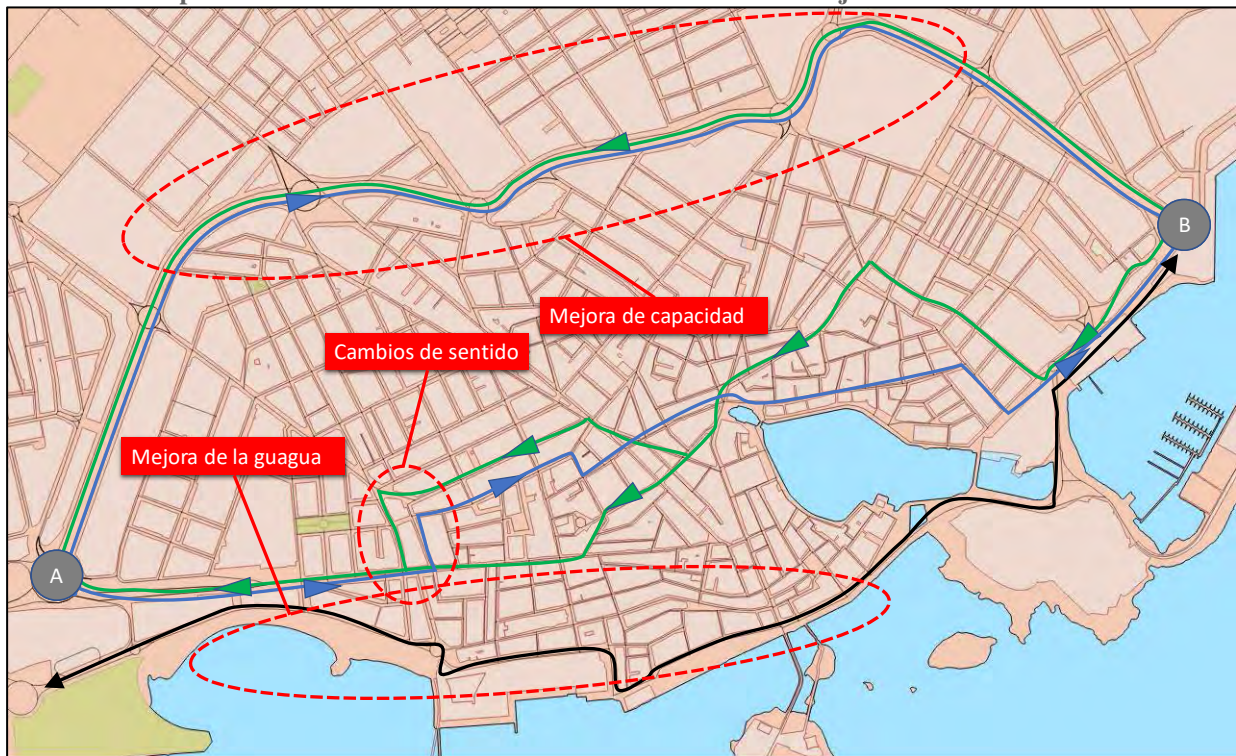 B
Mejora de capacidad
Cambios de sentido
Mejora de la guagua
A